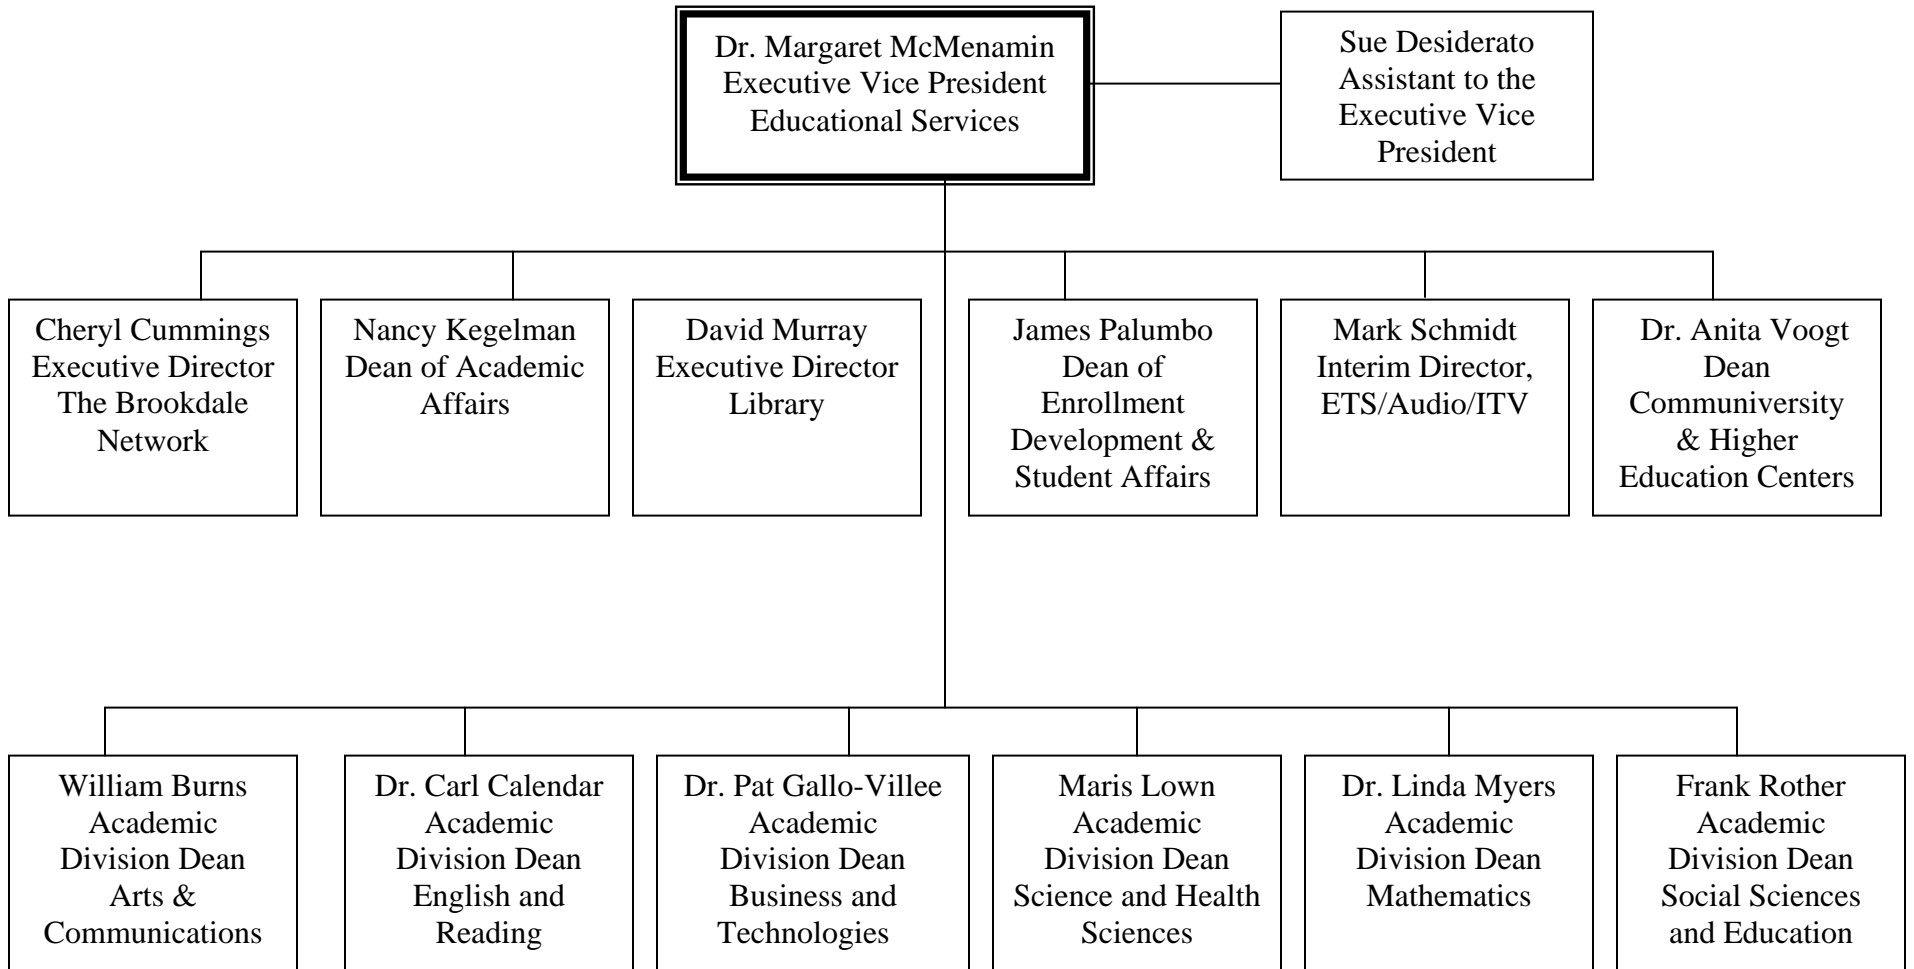 Dr. Margaret McMenamin
Executive Vice President
Educational Services
Sue Desiderato
Assistant to the
Executive Vice
President
Cheryl Cummings
Executive Director
The Brookdale
Network
Nancy Kegelman
Dean of Academic
Affairs
David Murray
Executive Director
Library
James Palumbo
Dean of
Enrollment
Development &
Student Affairs
Mark Schmidt
Interim Director,
ETS/Audio/ITV
Dr. Anita Voogt
Dean
Communiversity
& Higher
Education Centers
William Burns
Academic
Division Dean
Arts &
Communications
Dr. Carl Calendar
Academic
Division Dean
English and
Reading
Dr. Pat Gallo-Villee
Academic
Division Dean
Business and
Technologies
Maris Lown
Academic
Division Dean
Science and Health
Sciences
Dr. Linda Myers
Academic
Division Dean
Mathematics
Frank Rother
Academic
Division Dean
Social Sciences
and Education